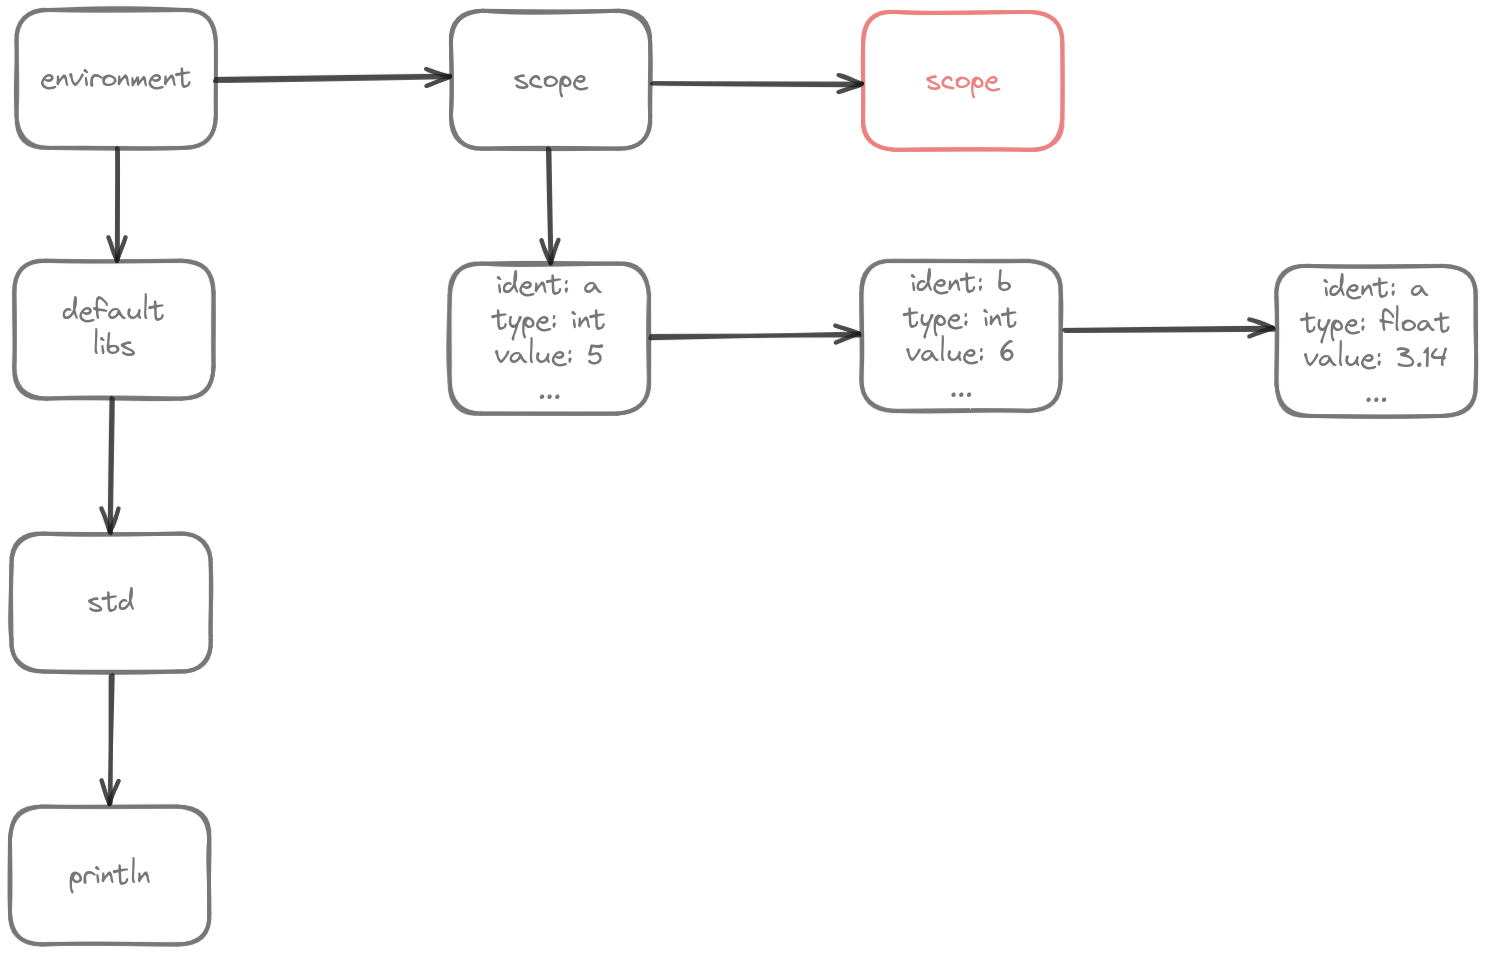 environment
scope
scope
default
libs
ident: a
type: int
value: 5
...
ident: b
type: int
value: 6
...
ident: a
type: float
value: 3.14
...
std
println